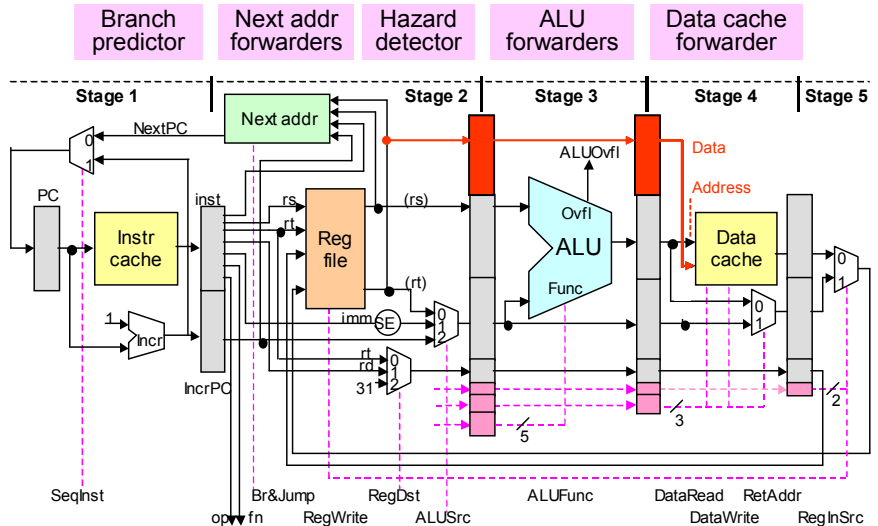 Branch predictor
Next addr forwarders
Hazard detector
ALU forwarders
Data cache forwarder
Stage 1
Stage 2
Stage 3
Stage 4
Stage 5
NextPC
Next addr
ALUOvfl
Data
0
1
PC
inst
rs
rt
(rs)
Address
Instr cache
Reg file
Ovfl
ALU
Func
Data cache
0
1
(rt)
1
Incr
imm
SE
0
1
2
0
1
IncrPC
rt
rd
31
0
1
2
5
3
2
SeqInst
Br&Jump
RegDst
ALUFunc
DataRead
RetAddr
op
fn
RegWrite
ALUSrc
DataWrite
RegInSrc